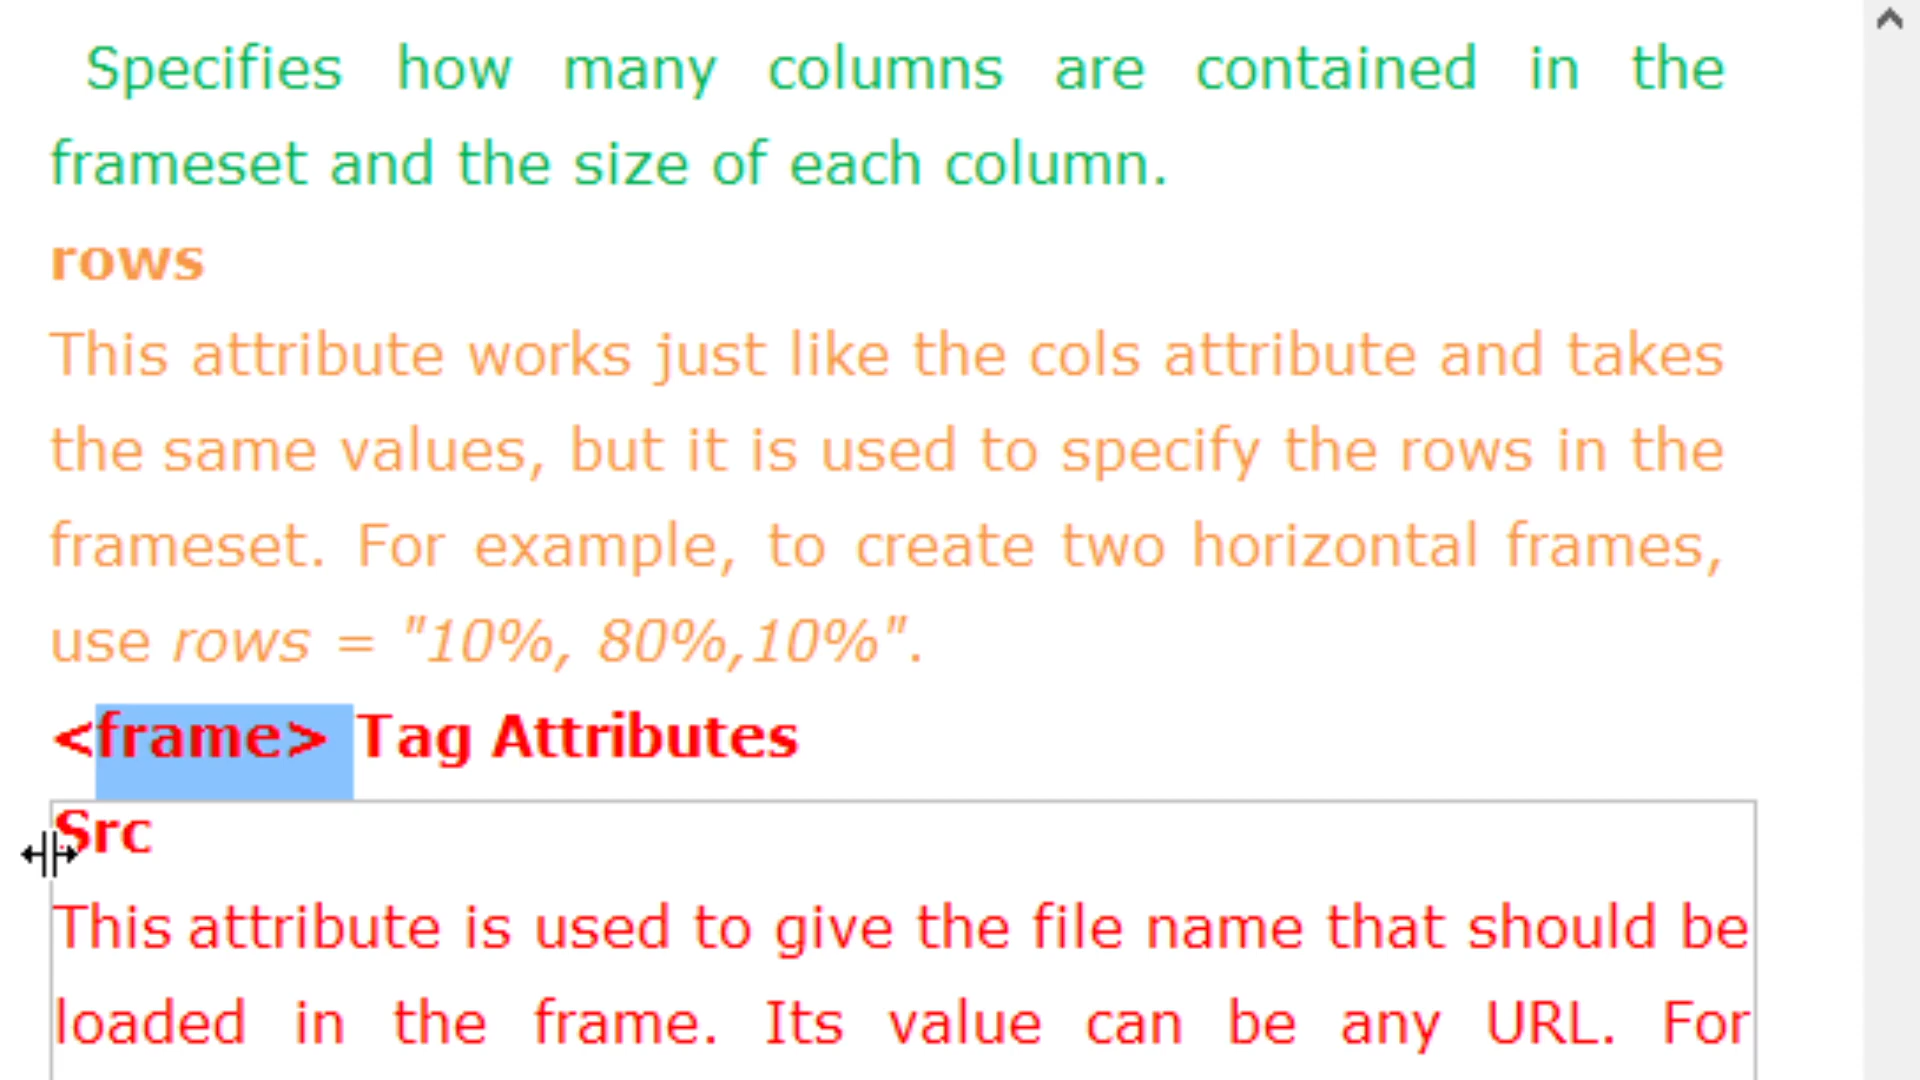 Specifies how many columns are contained in the
frameset and the size of each column.
rows
This attribute works just like the cols attribute and takes
the same values, but it is used to specify the rows in the
frameset. For example, to create two horizontal frames,
use rows = "10%, 80%,10%".
<frame> Tag Attributes
Src
This attribute is used to give the file name that should be
loaded in the frame. Its value can be any URL. For